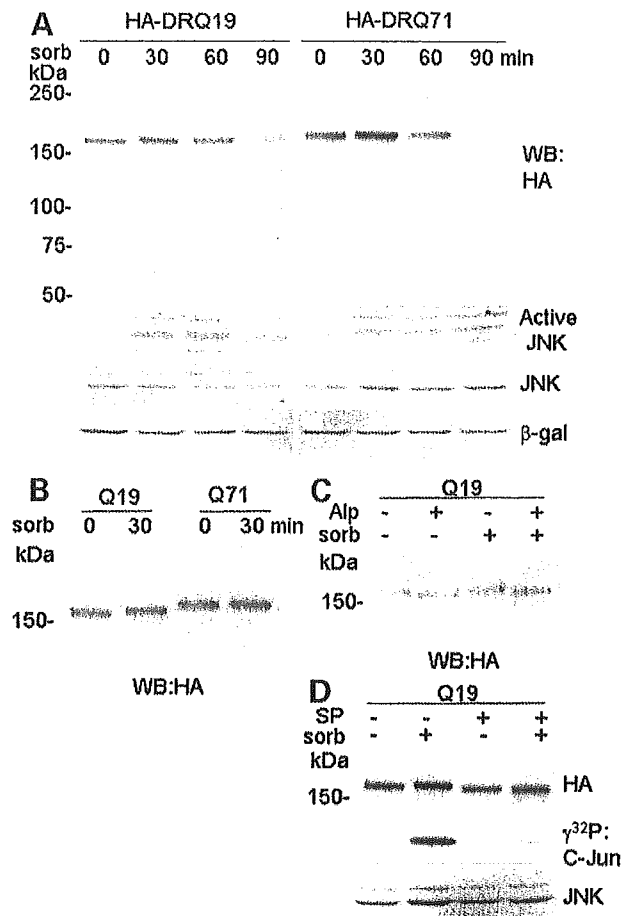 A
HA-DRQ19 HA-DRQ71
sorb 0 30 60 90 0 30 60 90 min
kDa
250-
150-
WB:
HA
100-
75-
50-
Active
JNK
JNK
β-gal
B
Q19 Q71
sorb 0 30 0 30 min
kDa
150-
WB:HA
C
Q19
Alp - + - +
sorb - - + +
kDa
150-
WB:HA
D
Q19
SP - - + +
sorb - + - +
kDa
150-
HA
γ³²P:
C-Jun
JNK